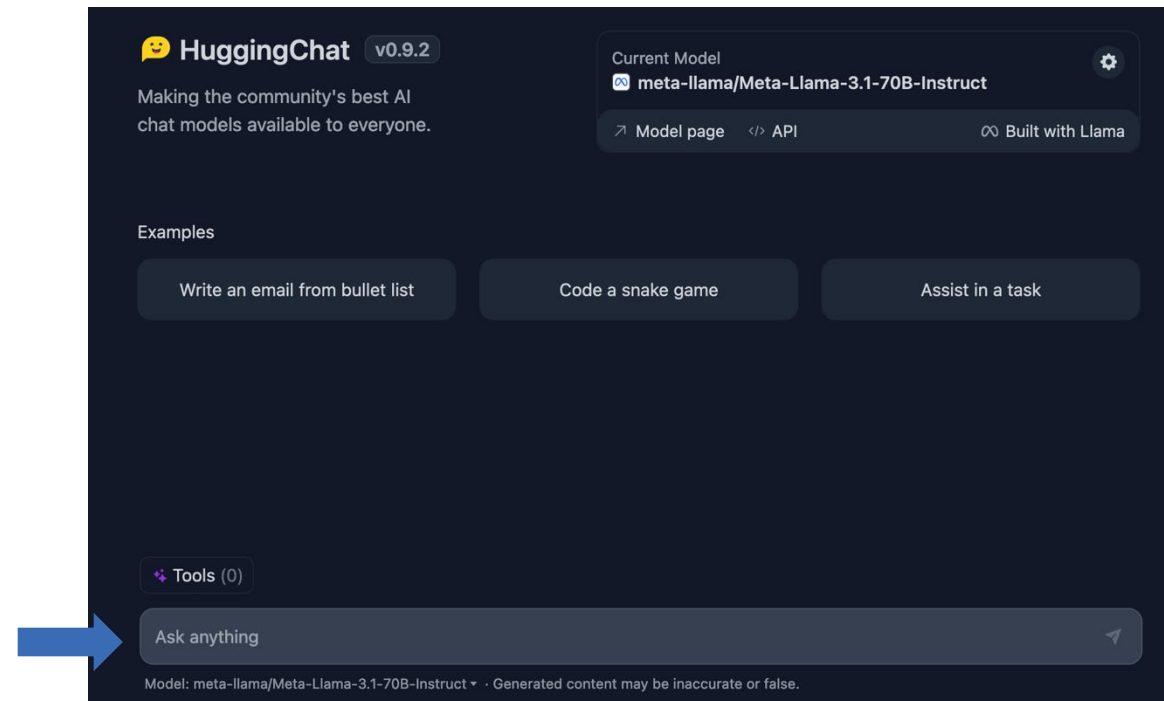 HuggingChat v0.9.2
Making the community's best AI
chat models available to everyone.
Current Model
meta-llama/Meta-Llama-3.1-70B-Instruct
Model page </> API Built with Llama
Examples
Write an email from bullet list
Code a snake game
Assist in a task
Tools (0)
Ask anything
Model: meta-llama/Meta-Llama-3.1-70B-Instruct · Generated content may be inaccurate or false.